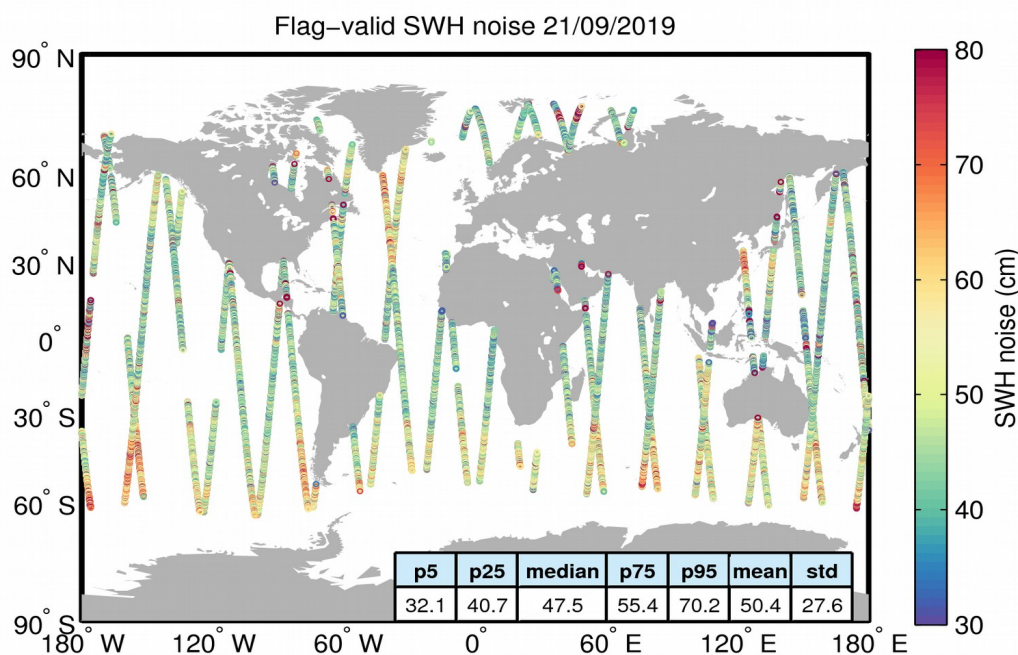 Flag−valid SWH noise 21/09/2019
90° N
60° N
30° N
0°
30° S
60° S
90° S
180° W 120° W 60° W 0° 60° E 120° E 180° E
p5 p25 median p75 p95 mean std
32.1 40.7 47.5 55.4 70.2 50.4 27.6
80
70
60
50
40
30
SWH noise (cm)